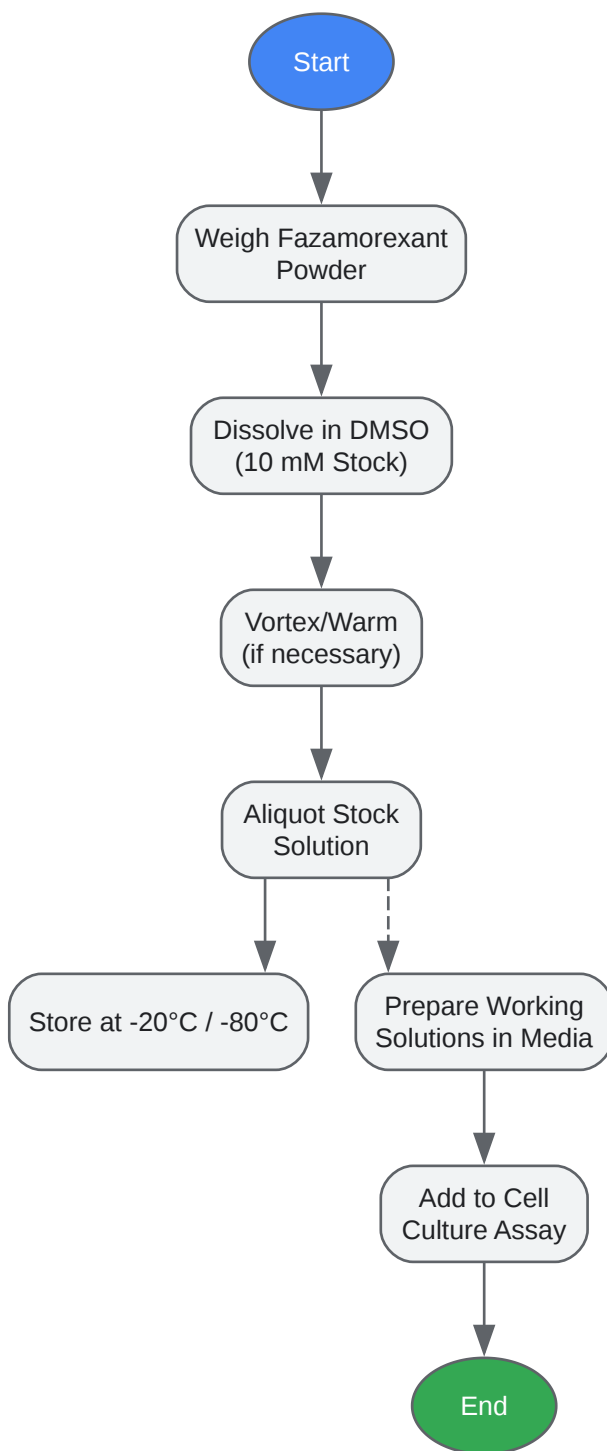 Start
Weigh Fazamorexant
Powder
Dissolve in DMSO
(10 mM Stock)
Vortex/Warm
(if necessary)
Aliquot Stock
Solution
Store at -20°C / -80°C
Prepare Working
Solutions in Media
Add to Cell
Culture Assay
End